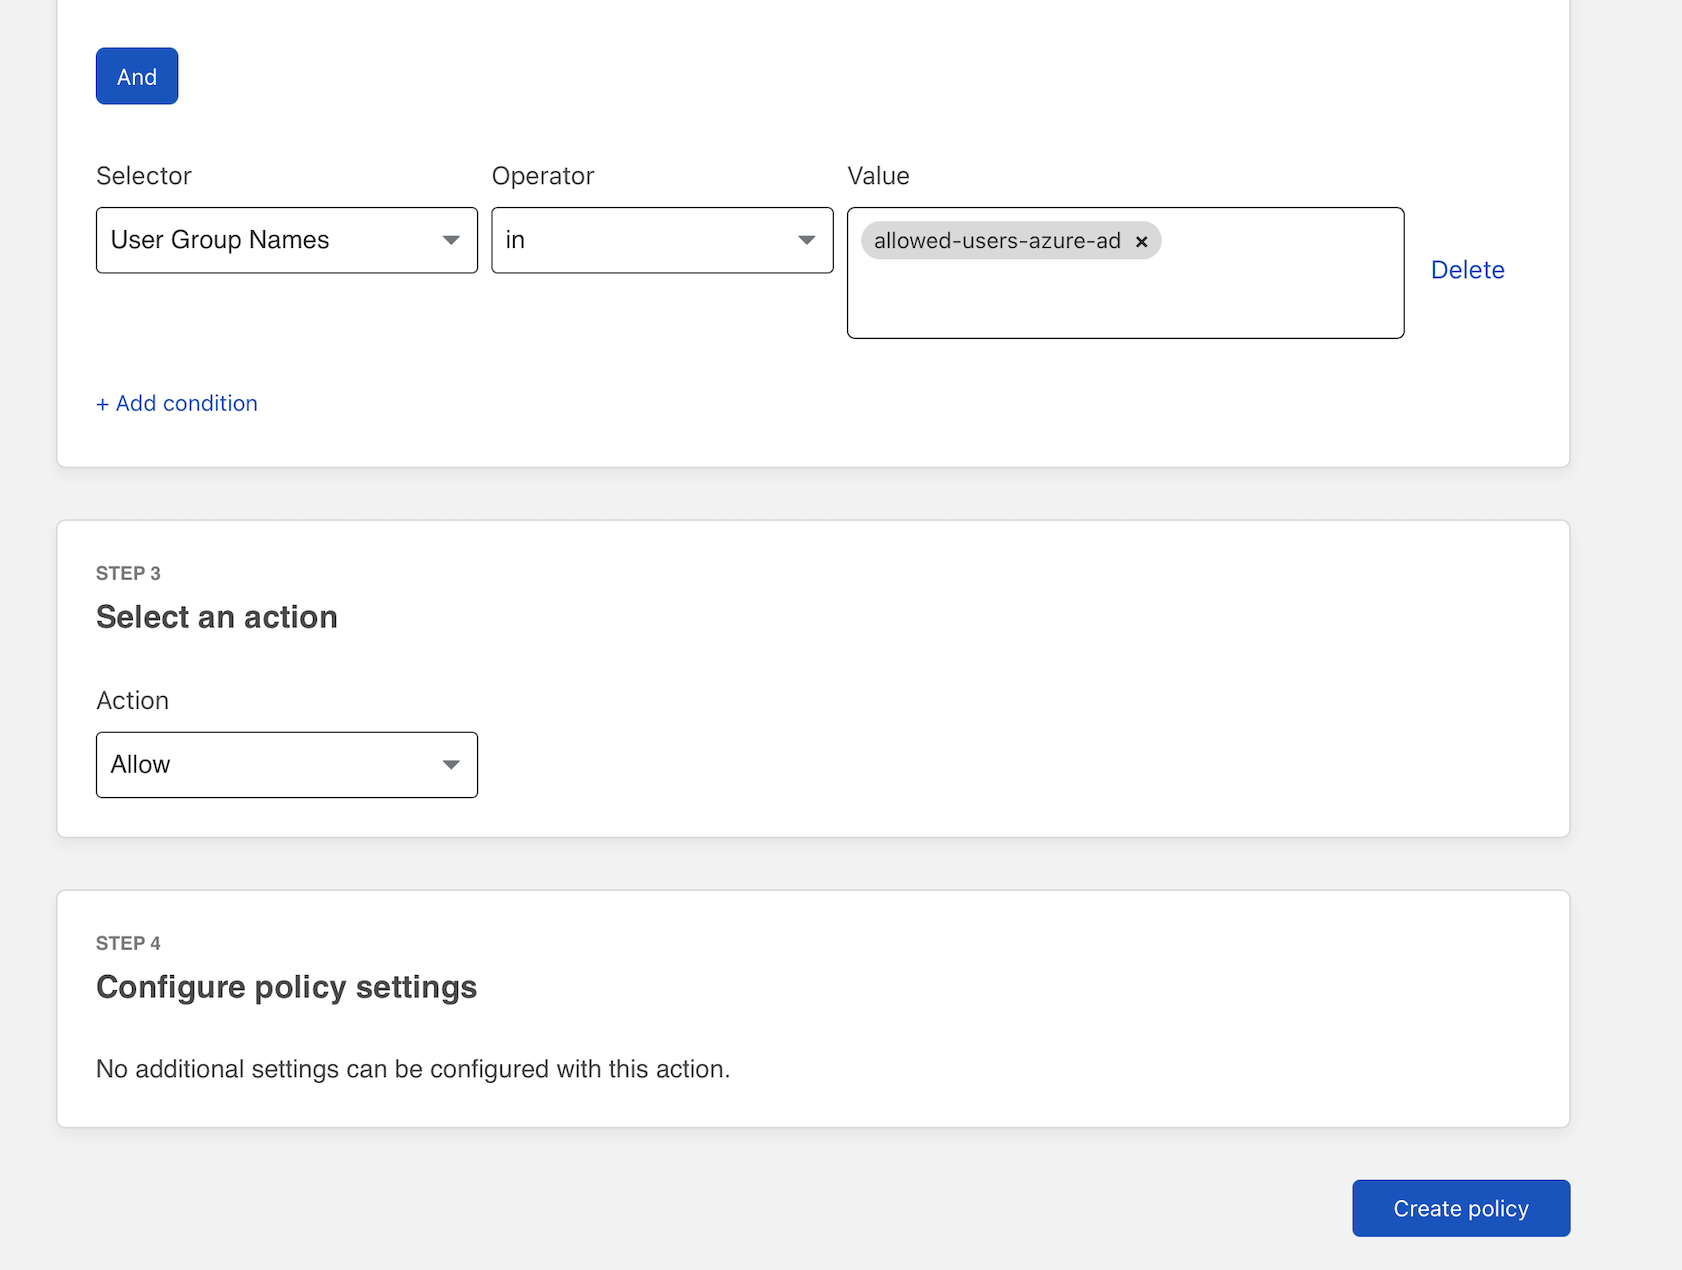 And
Selector Operator Value
User Group Names in allowed-users-azure-ad ×
Delete
+ Add condition
STEP 3
Select an action
Action
Allow
STEP 4
Configure policy settings
No additional settings can be configured with this action.
Create policy